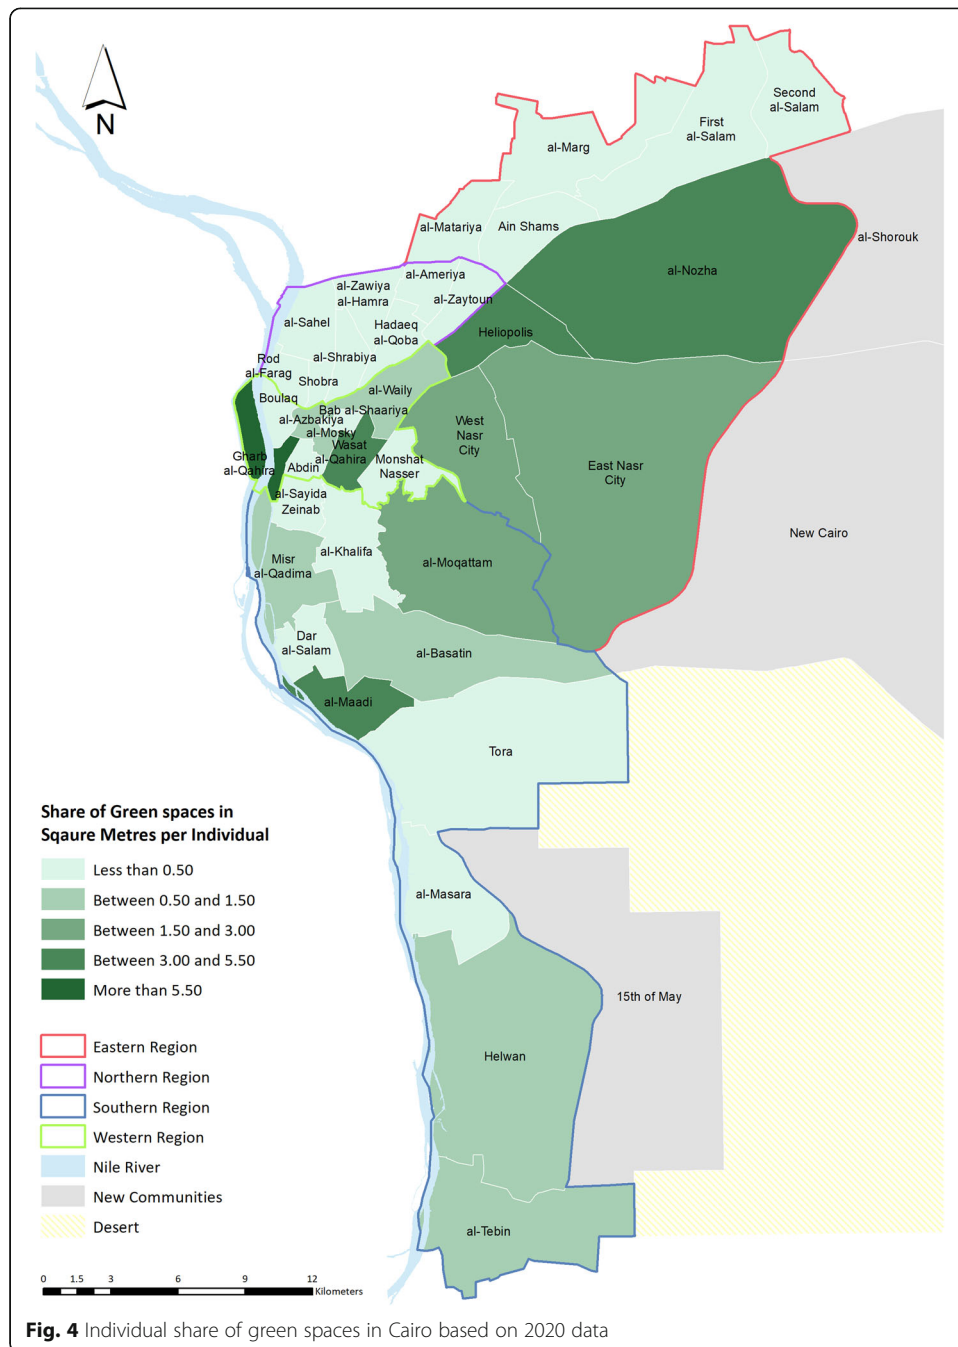 N
Second
al-Salam
First
al-Salam
al-Marg
al-Matariya
Ain Shams
al-Shorouk
al-Nozha
al-Ameriya
al-Zawiya
al-Hamra
al-Zaytoun
al-Sahel
Hadaeq
al-Qoba
Heliopolis
al-Shrabiya
Rod
al-Farag
Shobra
al-Waily
Boulaq
Bab al-Shaariya
al-Azbakiya
al-Mosky
West
Nasr
City
Wasat
al-Qahira
Gharb
al-Qahira
Abdin
Monshat
Nasser
East Nasr
City
al-Sayida
Zeinab
New Cairo
al-Khalifa
al-Moqattam
Misr
al-Qadima
Dar
al-Salam
al-Basatin
al-Maadi
Tora
al-Masara
15th of May
Helwan
al-Tebin
Share of Green spaces in
Sqaure Metres per Individual
Less than 0.50
Between 0.50 and 1.50
Between 1.50 and 3.00
Between 3.00 and 5.50
More than 5.50
Eastern Region
Northern Region
Southern Region
Western Region
Nile River
New Communities
Desert
0 1.5 3 6 9 12
Kilometers
Fig. 4 Individual share of green spaces in Cairo based on 2020 data